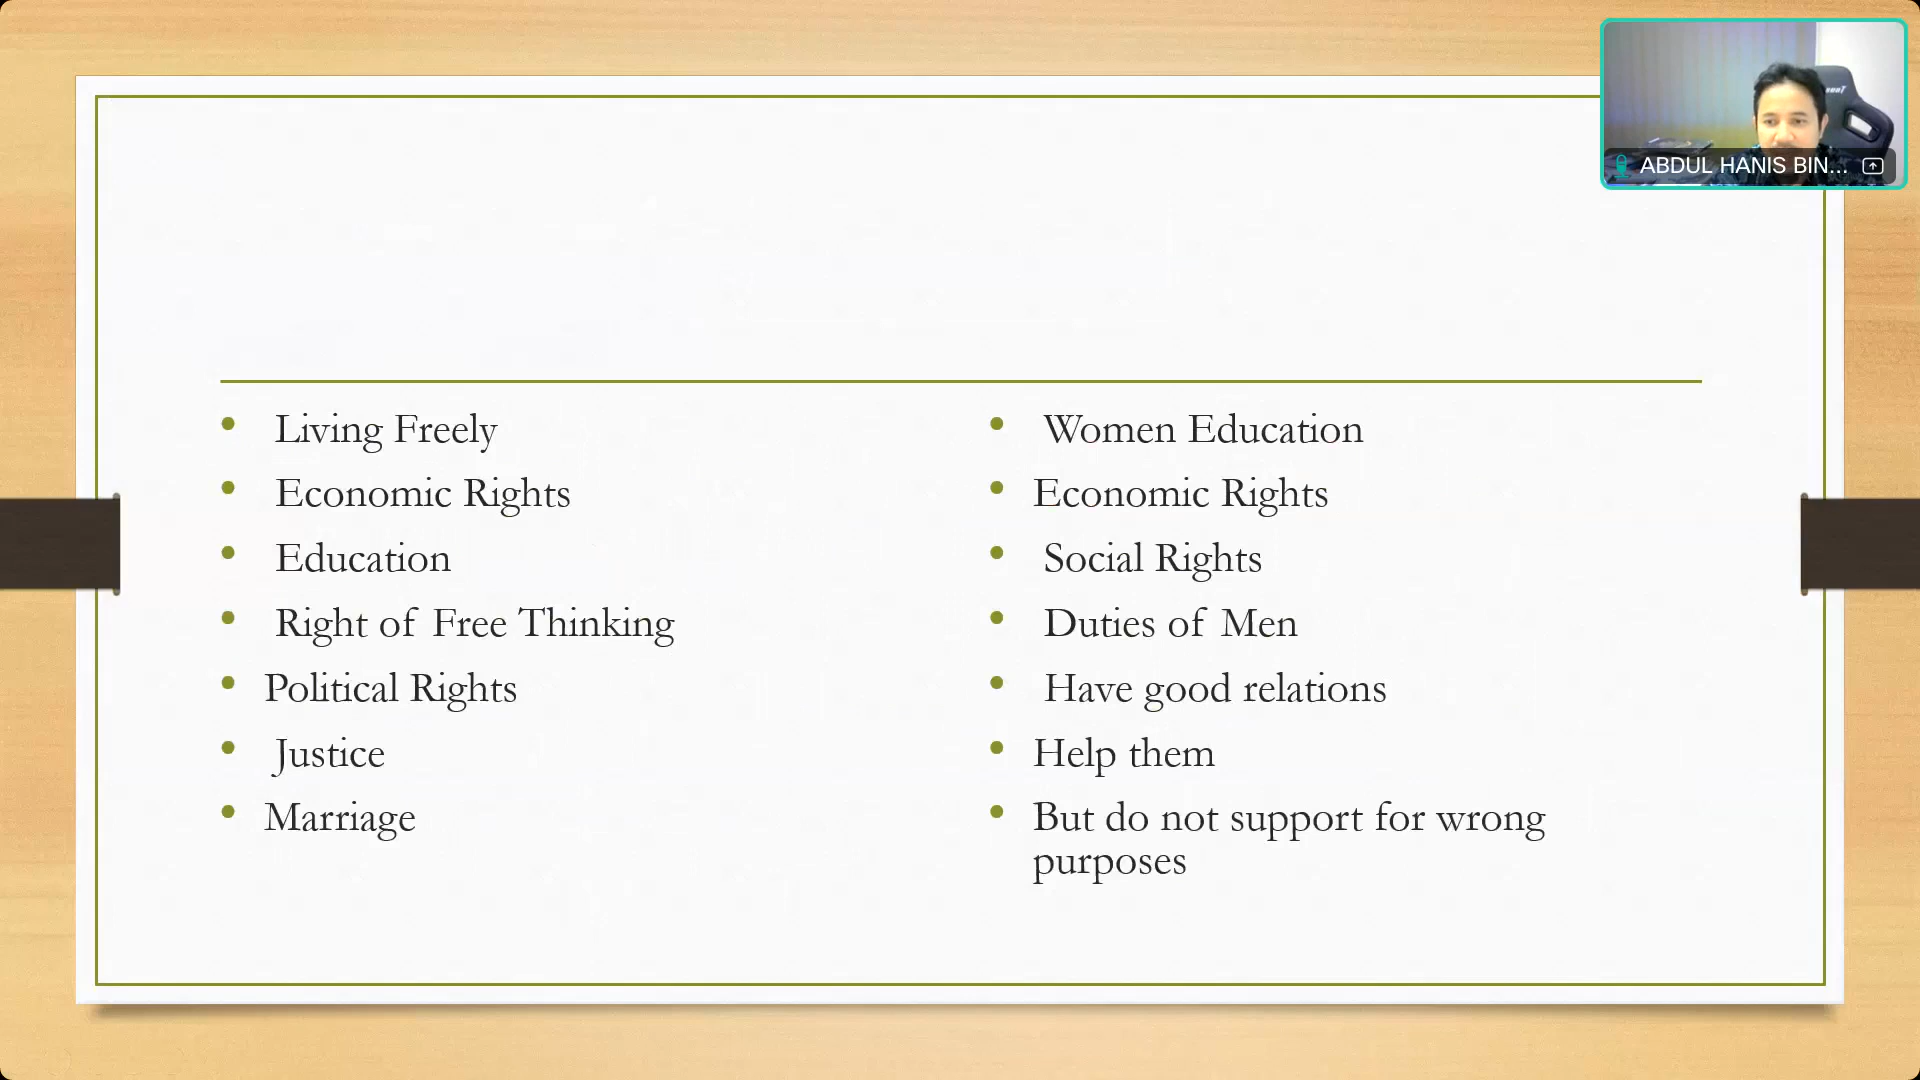 ABDUL HANIS BIN...
• Living Freely
• Economic Rights
• Education
• Right of Free Thinking
• Political Rights
• Justice
• Marriage
• Women Education
• Economic Rights
• Social Rights
• Duties of Men
• Have good relations
• Help them
• But do not support for wrong
purposes